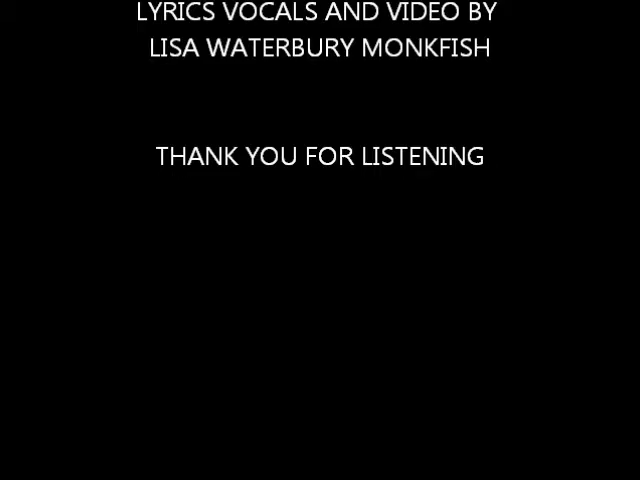 LYRICS VOCALS AND VIDEO BY
LISA WATERBURY MONKFISH
THANK YOU FOR LISTENING